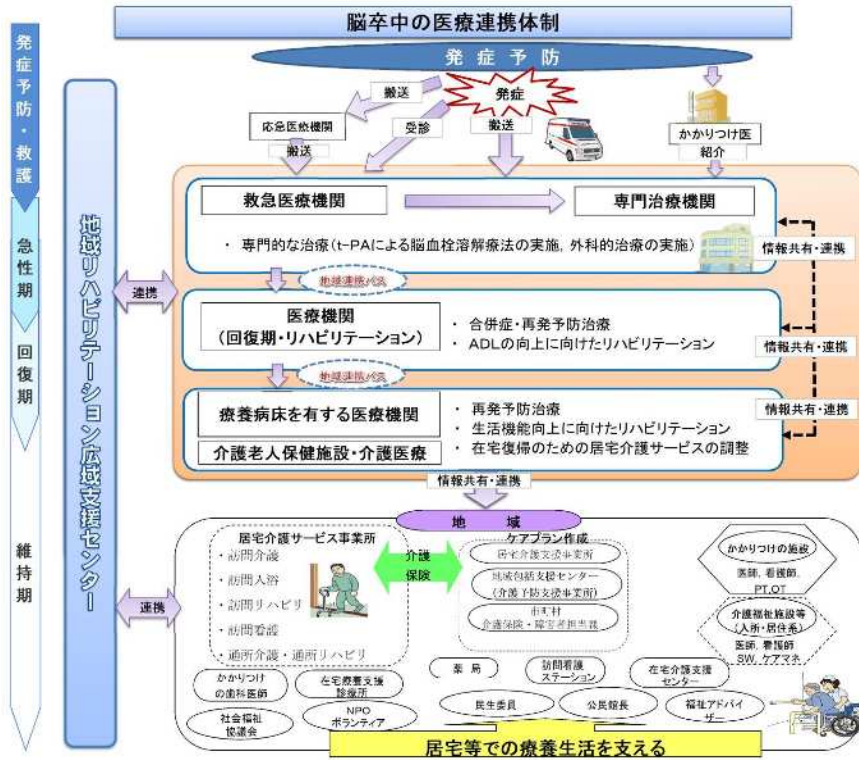 脳卒中の医療連携体制
発症予防
発症予防・救護
急性期
回復期
維持期
地域リハビリテーション広域支援センター
連携
連携
搬送
発症
受診
搬送
応急医療機関
搬送
かかりつけ医
紹介
救急医療機関
専門治療機関
・専門的な治療(t-PAによる脳血栓溶解療法の実施，外科的治療の実施)
情報共有・連携
地域連携パス
医療機関
(回復期・リハビリテーション)
・合併症・再発予防治療
・ADLの向上に向けたリハビリテーション
情報共有・連携
地域連携パス
療養病床を有する医療機関
介護老人保健施設・介護医療
・再発予防治療
・生活機能向上に向けたリハビリテーション
・在宅復帰のための居宅介護サービスの調整
情報共有・連携
情報共有・連携
地域
居宅介護サービス事業所
・訪問介護
・訪問入浴
・訪問リハビリ
・訪問看護
・通所介護・通所リハビリ
介護
保険
ケアプラン作成
居宅介護支援事業所
地域包括支援センター
(介護予防支援事業所)
市町村
介護保険・障害者担当課
かかりつけの施設
医師，看護師，
PT,OT
介護福祉施設等
(入所・居住系)
医師，看護師
SW，ケアマネ
かかりつけ
の歯科医師
在宅療養支援
診療所
薬局
訪問看護
ステーション
在宅介護支援
センター
社会福祉
協議会
NPO
ボランティア
民生委員
公民館長
福祉アドバイ
ザー
居宅等での療養生活を支える